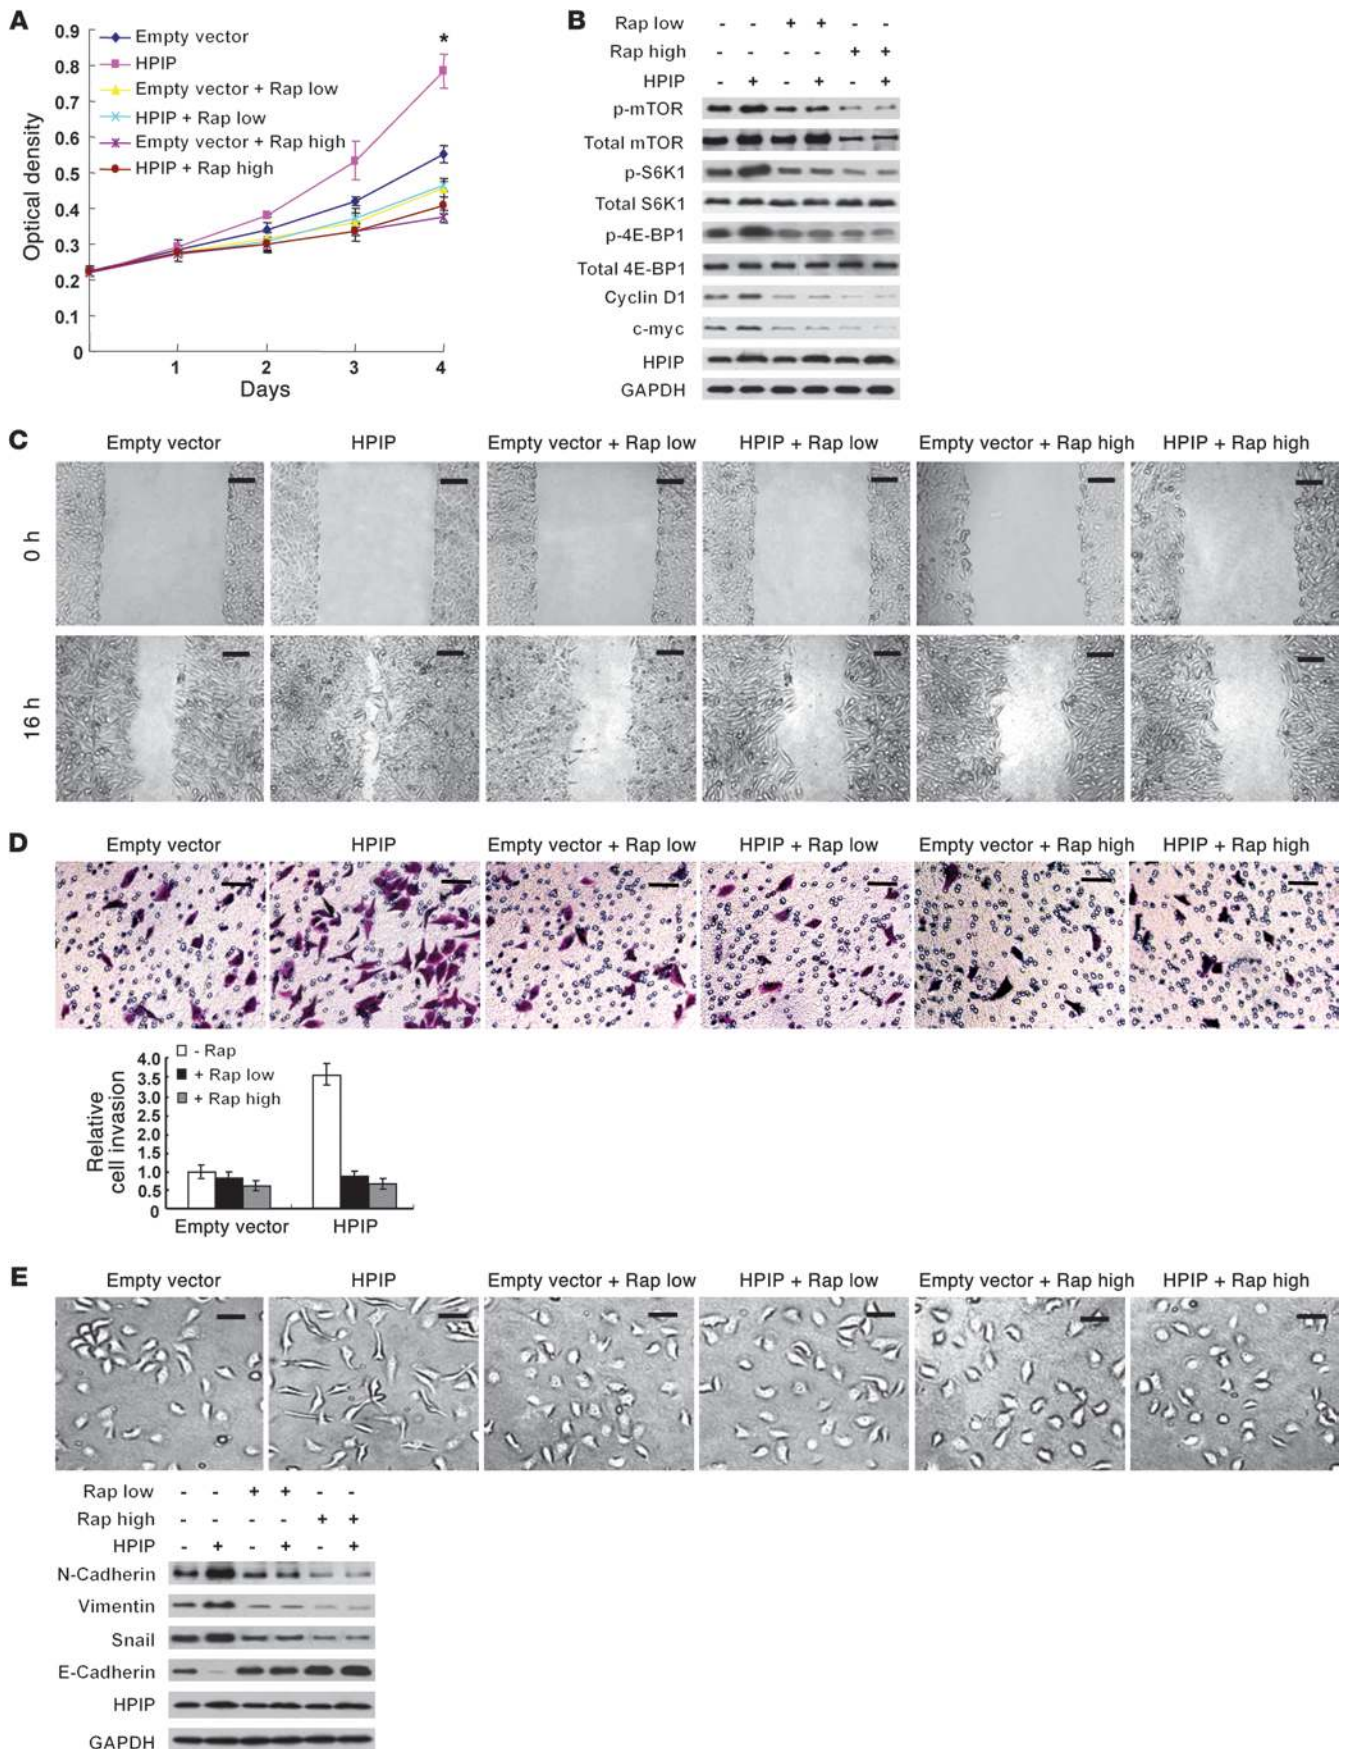 A
0.9
0.8
0.7
0.6
0.5
0.4
0.3
0.2
0.1
0
Optical density
Empty vector
HPIP
Empty vector + Rap low
HPIP + Rap low
Empty vector + Rap high
HPIP + Rap high
*
1 2 3 4
Days
B
Rap low - - + + - -
Rap high - - - - + +
HPIP - + - + - +
p-mTOR
Total mTOR
p-S6K1
Total S6K1
p-4E-BP1
Total 4E-BP1
Cyclin D1
c-myc
HPIP
GAPDH
C
Empty vector HPIP Empty vector + Rap low HPIP + Rap low Empty vector + Rap high HPIP + Rap high
0 h
16 h
D
Empty vector HPIP Empty vector + Rap low HPIP + Rap low Empty vector + Rap high HPIP + Rap high
Relative
cell invasion
4.0
3.5
3.0
2.5
2.0
1.5
1.0
0.5
0
- Rap
+ Rap low
+ Rap high
Empty vector HPIP
E
Empty vector HPIP Empty vector + Rap low HPIP + Rap low Empty vector + Rap high HPIP + Rap high
Rap low - - + + - -
Rap high - - - - + +
HPIP - + - + - +
N-Cadherin
Vimentin
Snail
E-Cadherin
HPIP
GAPDH